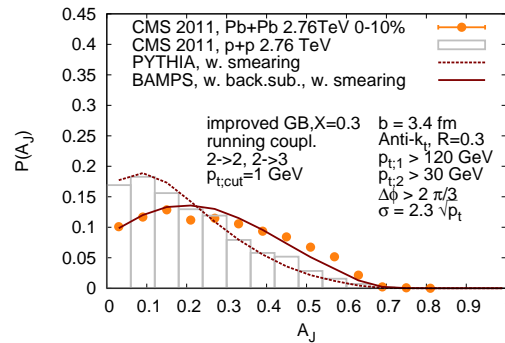 CMS 2011, Pb+Pb 2.76TeV 0-10%
CMS 2011, p+p 2.76 TeV
PYTHIA, w. smearing
BAMPS, w. back.sub., w. smearing
improved GB,X=0.3
running coupl.
2->2, 2->3
p_{t;cut}=1 GeV
b = 3.4 fm
Anti-k_t, R=0.3
p_{t;1} > 120 GeV
p_{t;2} > 30 GeV
Δϕ > 2 π/3
σ = 2.3 √p_t
P(A_J)
0.45
0.4
0.35
0.3
0.25
0.2
0.15
0.1
0.05
0
0 0.1 0.2 0.3 0.4 0.5 0.6 0.7 0.8 0.9
A_J